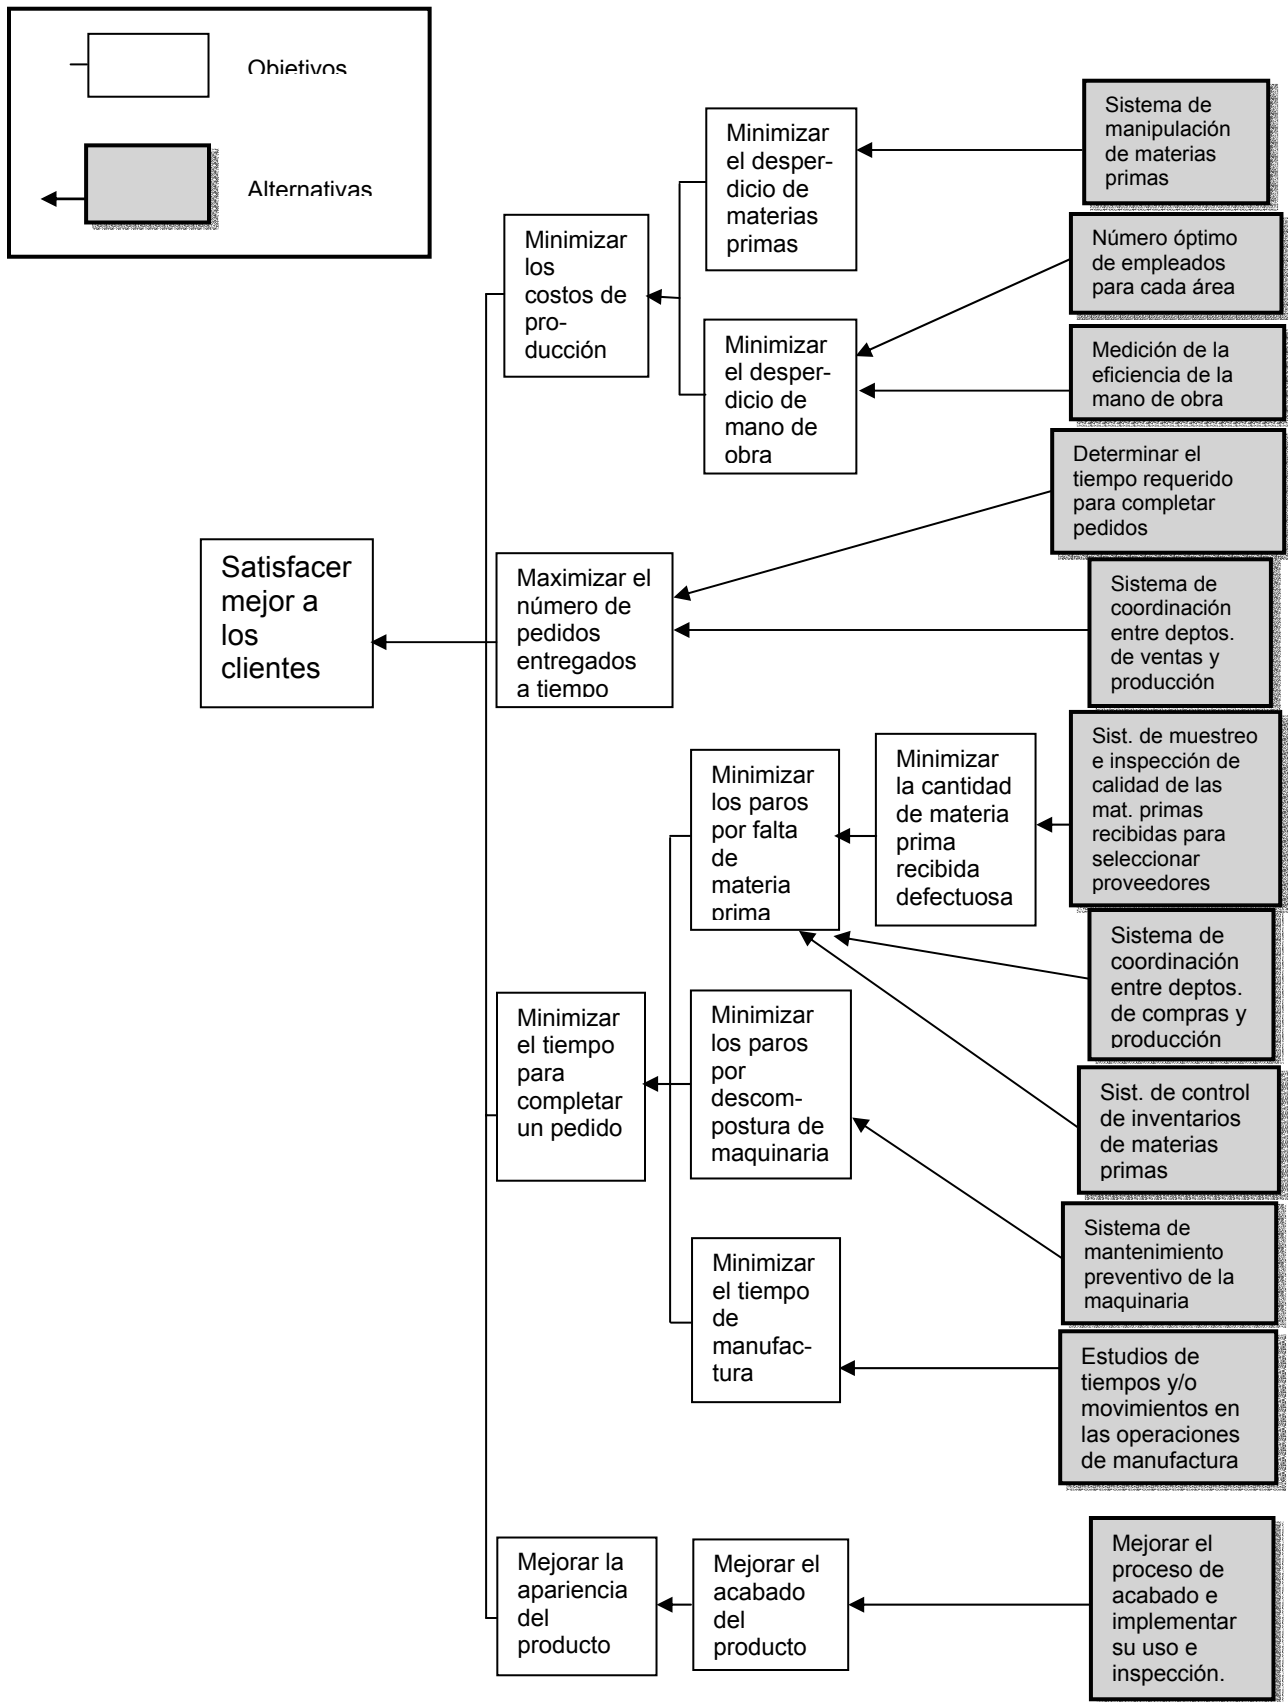 Objetivos
Alternativas
Sistema de
manipulación
de materias
primas
Minimizar
el desper-
dicio de
materias
primas
Número óptimo
de empleados
para cada área
Minimizar
los
costos de
pro-
ducción
Minimizar
el desper-
dicio de
mano de
obra
Medición de la
eficiencia de la
mano de obra
Determinar el
tiempo requerido
para completar
pedidos
Satisfacer
mejor a
los
clientes
Maximizar el
número de
pedidos
entregados
a tiempo
Sistema de
coordinación
entre deptos.
de ventas y
producción
Minimizar
los paros
por falta
de
materia
prima
Minimizar
la cantidad
de materia
prima
recibida
defectuosa
Sist. de muestreo
e inspección de
calidad de las
mat. primas
recibidas para
seleccionar
proveedores
Sistema de
coordinación
entre deptos.
de compras y
producción
Minimizar
el tiempo
para
completar
un pedido
Minimizar
los paros
por
descom-
postura de
maquinaria
Sist. de control
de inventarios
de materias
primas
Sistema de
mantenimiento
preventivo de la
maquinaria
Minimizar
el tiempo
de
manufac-
tura
Estudios de
tiempos y/o
movimientos en
las operaciones
de manufactura
Mejorar la
apariencia
del
producto
Mejorar el
acabado
del
producto
Mejorar el
proceso de
acabado e
implementar
su uso e
inspección.